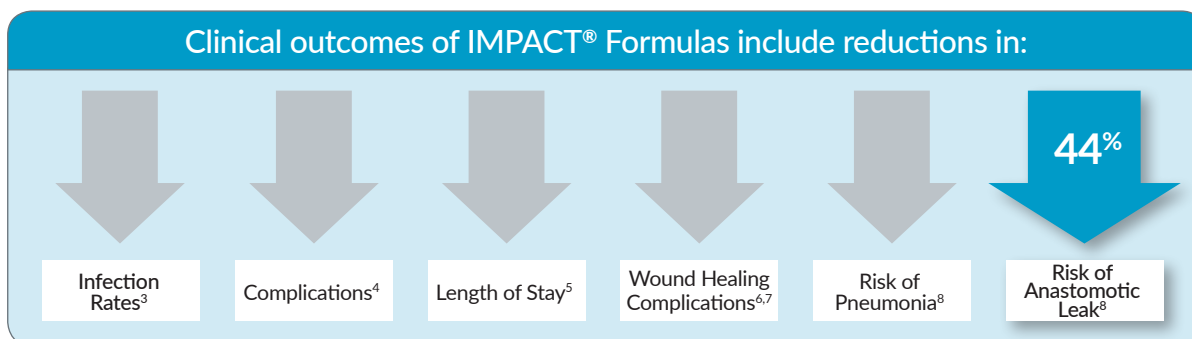 Clinical outcomes of IMPACT® Formulas include reductions in:
44%
Infection
Rates3
Complications4
Length of Stay5
Wound Healing
Complications6,7
Risk of
Pneumonia8
Risk of
Anastomotic
Leak8